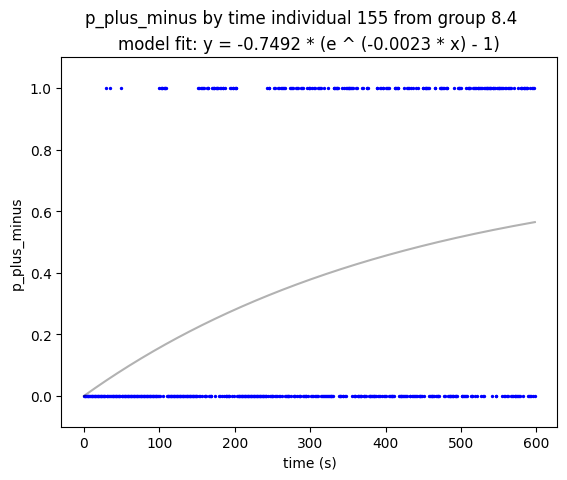 p_plus_minus by time individual 155 from group 8.4
model fit: y = -0.7492 * (e ^ (-0.0023 * x) - 1)
1.0
0.8
0.6
0.4
0.2
0.0
p_plus_minus
0 100 200 300 400 500 600
time (s)